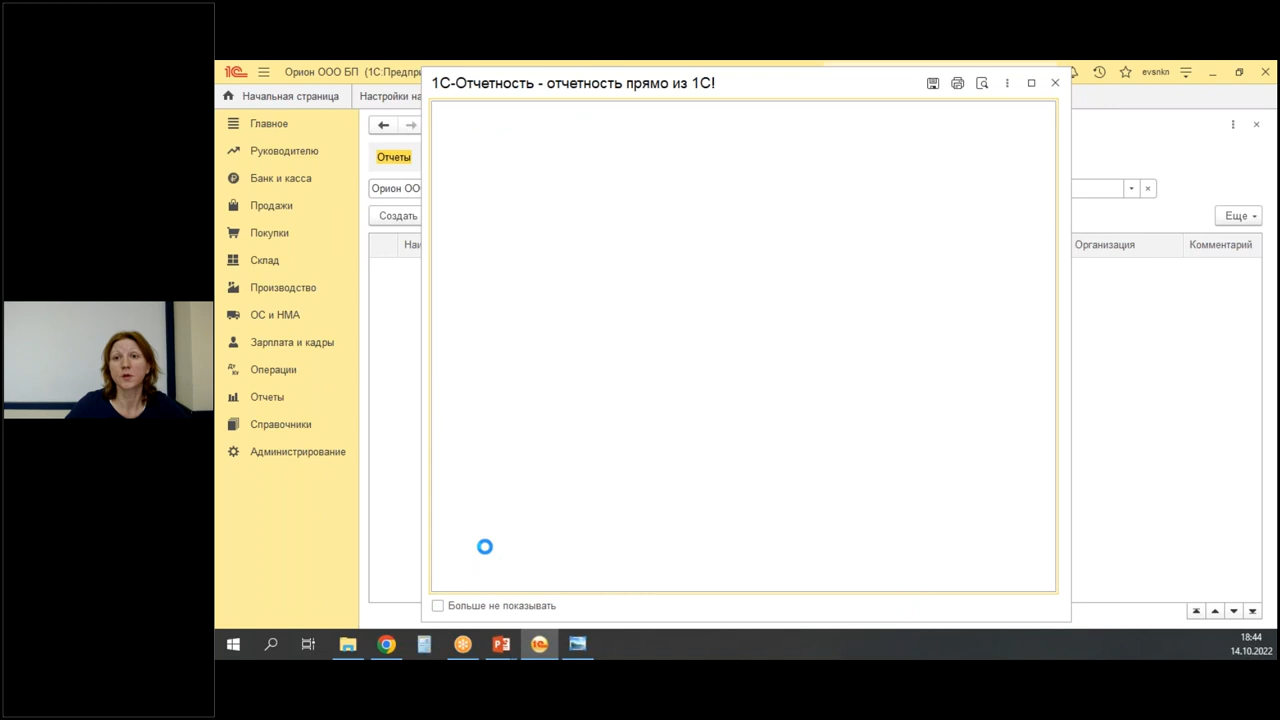 1С
Орион ООО БП (1С:Предпри
evsnkn
Начальная страница
Настройки на
Главное
Руководителю
Банк и касса
Продажи
Покупки
Склад
Производство
ОС и НМА
Зарплата и кадры
Операции
Отчеты
Справочники
Администрирование
Отчеты
Орион ОО
Создать
Еще
Наи
Организация
Комментарий
1С-Отчетность - отчетность прямо из 1С!
Больше не показывать
18:44
14.10.2022